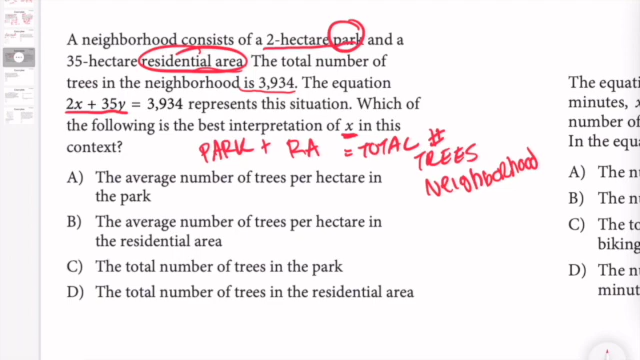 A neighborhood consists of a 2-hectare park and a
35-hectare residential area. The total number of
trees in the neighborhood is 3,934. The equation
2x + 35y = 3,934 represents this situation. Which of
the following is the best interpretation of x in this
context?
PARK + RA = TOTAL #
TREES
Neighborhood
A) The average number of trees per hectare in
the park
B) The average number of trees per hectare in
the residential area
C) The total number of trees in the park
D) The total number of trees in the residential area
The equati
minutes, x
number of
In the equa
A) The n
B) The nu
C) The to
biking
D) The nu
minut